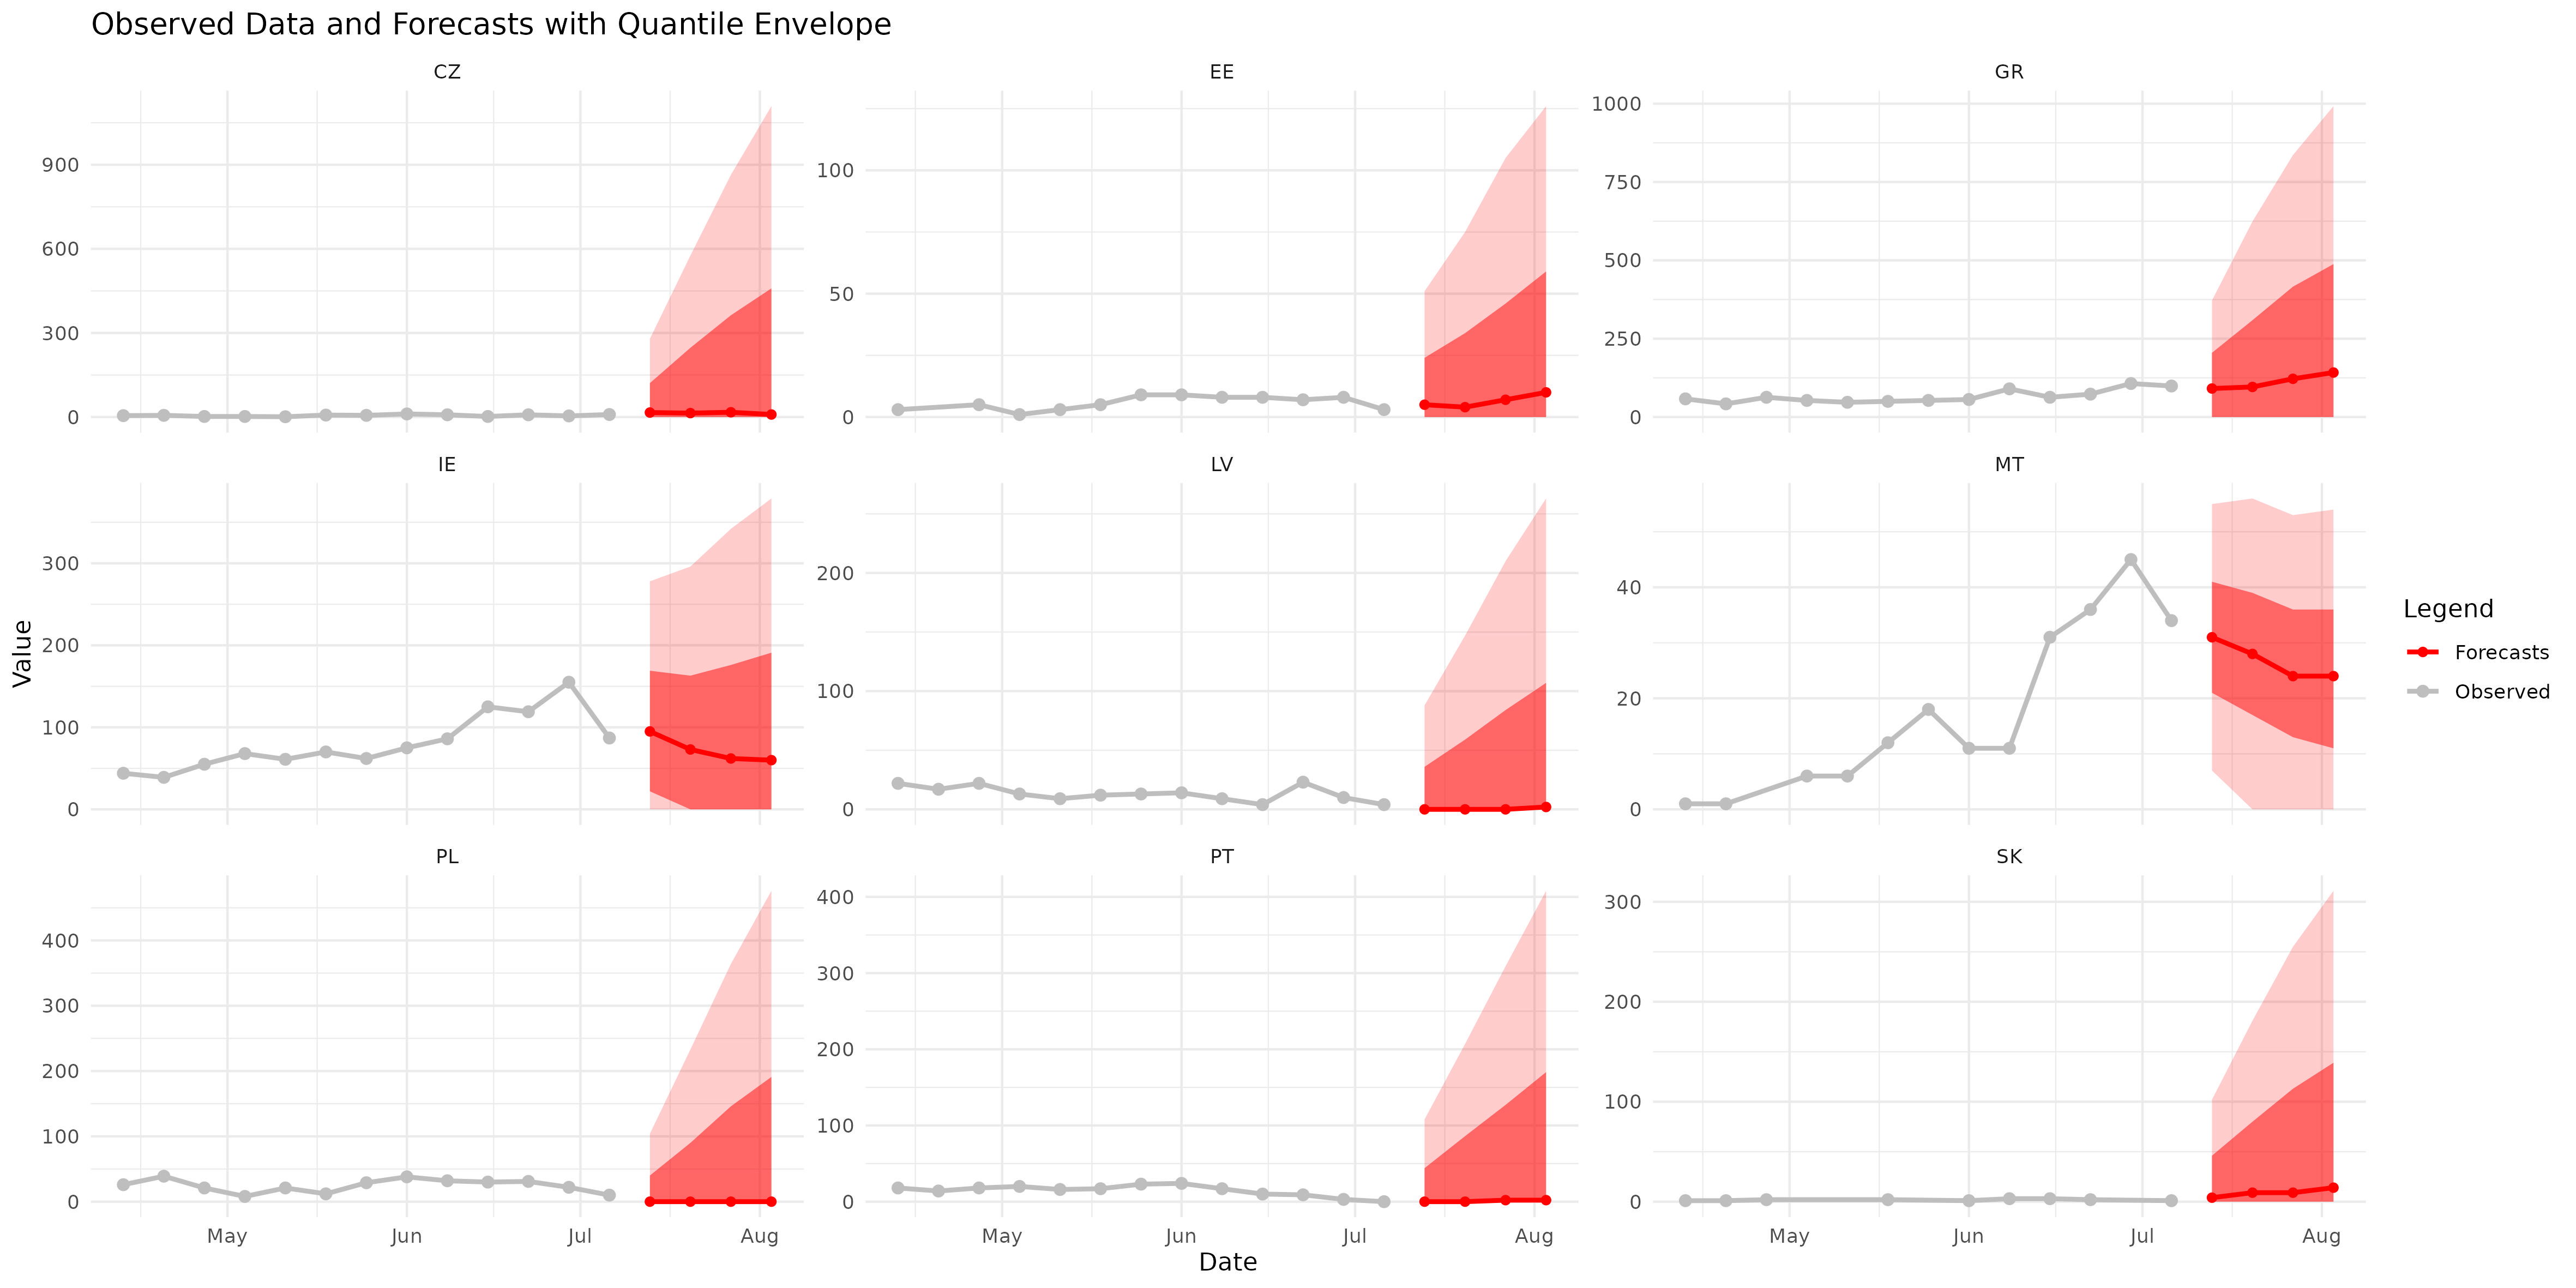 Observed Data and Forecasts with Quantile Envelope
CZ
EE
GR
900
600
300
0
100
50
0
1000
750
500
250
0
IE
LV
MT
300
200
100
0
200
100
0
40
20
0
PL
PT
SK
400
300
200
100
0
400
300
200
100
0
300
200
100
0
May Jun Jul Aug
May Jun Jul Aug
May Jun Jul Aug
Date
Value
Legend
Forecasts
Observed